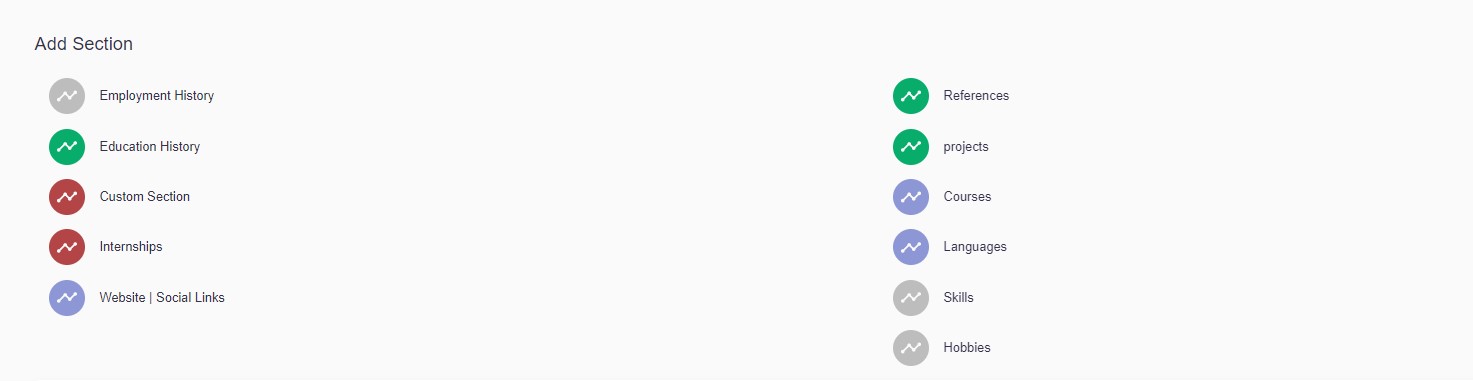 Add Section
Employment History
Education History
Custom Section
Internships
Website | Social Links
References
projects
Courses
Languages
Skills
Hobbies